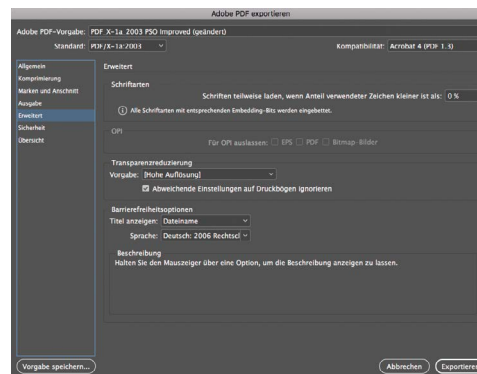 Adobe PDF exportieren
Adobe PDF-Vorgabe: PDF X-1a_2003 PSO Improved (geändert)
Standard: PDF/X-1a:2003
Kompatibilität: Acrobat 4 (PDF 1.3)
Allgemein
Komprimierung
Marken und Anschnitt
Ausgabe
Erweitert
Sicherheit
Übersicht
Erweitert
Schriftarten
Schriften teilweise laden, wenn Anteil verwendeter Zeichen kleiner ist als: 0 %
Alle Schriftarten mit entsprechenden Embedding-Bits werden eingebettet.
OPI
Für OPI auslassen: EPS PDF Bitmap-Bilder
Transparenzreduzierung
Vorgabe: [Hohe Auflösung]
Abweichende Einstellungen auf Druckbögen ignorieren
Barrierefreiheitsoptionen
Titel anzeigen: Dateiname
Sprache: Deutsch: 2006 Rechtscl
Beschreibung
Halten Sie den Mauszeiger über eine Option, um die Beschreibung anzeigen zu lassen.
Vorgabe speichern...
Abbrechen
Exportieren